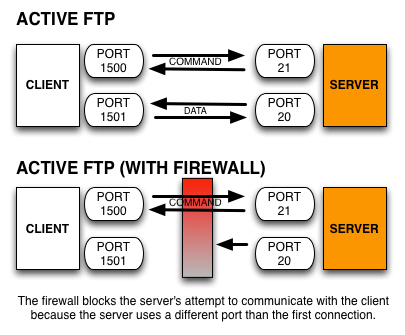 ACTIVE FTP
CLIENT
PORT
1500
COMMAND
PORT
21
SERVER
PORT
1501
DATA
PORT
20
ACTIVE FTP (WITH FIREWALL)
CLIENT
PORT
1500
COMMAND
PORT
21
SERVER
PORT
1501
PORT
20
The firewall blocks the server's attempt to communicate with the client
because the server uses a different port than the first connection.